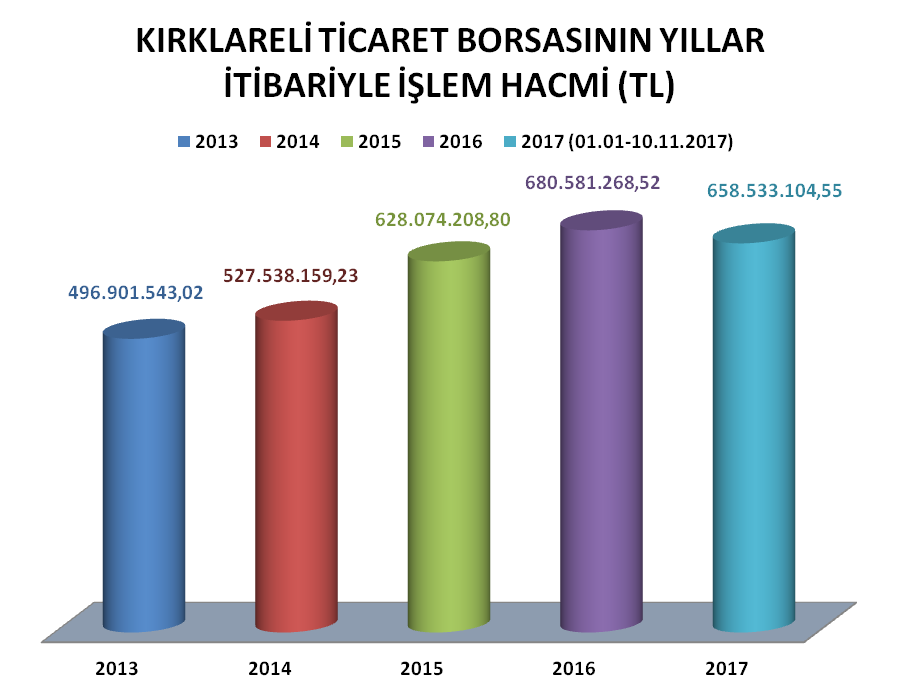 KIRKLARELİ TİCARET BORSASININ YILLAR
İTİBARİYLE İŞLEM HACMİ (TL)
2013 2014 2015 2016 2017 (01.01-10.11.2017)
680.581.268,52
658.533.104,55
628.074.208,80
527.538.159,23
496.901.543,02
2013 2014 2015 2016 2017